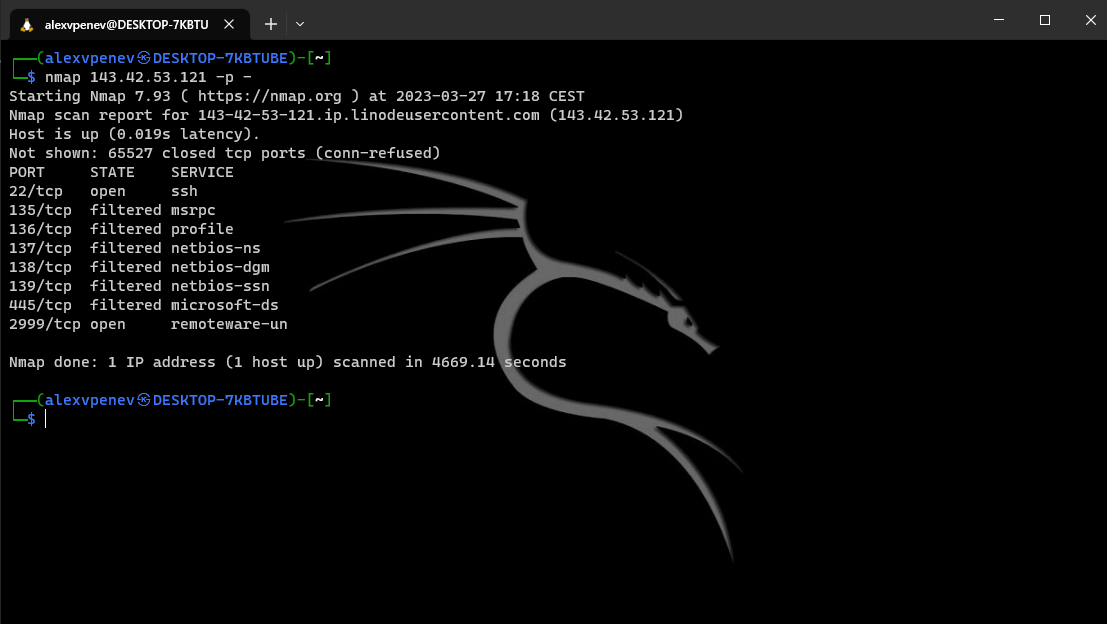 alexvpenev@DESKTOP-7KBTU
(alexvpenev㉿DESKTOP-7KBTUBE)-[~]
$ nmap 143.42.53.121 -p -
Starting Nmap 7.93 ( https://nmap.org ) at 2023-03-27 17:18 CEST
Nmap scan report for 143-42-53-121.ip.linodeusercontent.com (143.42.53.121)
Host is up (0.019s latency).
Not shown: 65527 closed tcp ports (conn-refused)
PORT     STATE    SERVICE
22/tcp   open     ssh
135/tcp  filtered msrpc
136/tcp  filtered profile
137/tcp  filtered netbios-ns
138/tcp  filtered netbios-dgm
139/tcp  filtered netbios-ssn
445/tcp  filtered microsoft-ds
2999/tcp open     remoteware-un
Nmap done: 1 IP address (1 host up) scanned in 4669.14 seconds
(alexvpenev㉿DESKTOP-7KBTUBE)-[~]
$